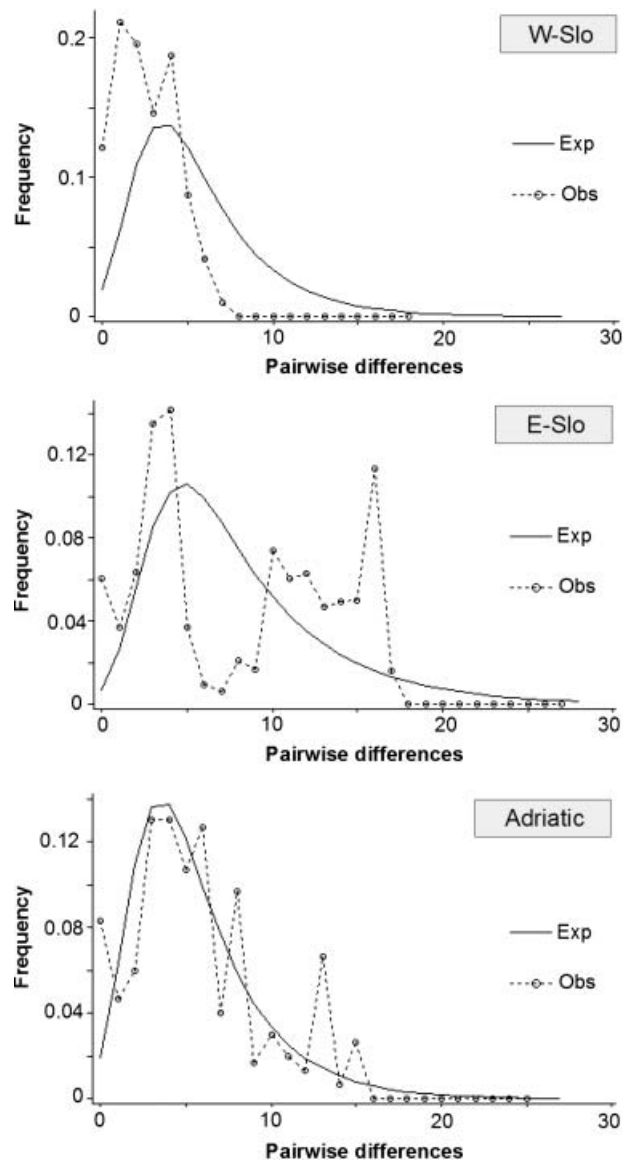 W-Slo
0.2
Exp
Frequency
Obs
0.1
0
0 10 20 30
Pairwise differences
E-Slo
0.12
Exp
Frequency
0.08
Obs
0.04
0
0 10 20 30
Pairwise differences
Adriatic
0.12
Frequency
Exp
0.08
Obs
0.04
0
0 10 20 30
Pairwise differences